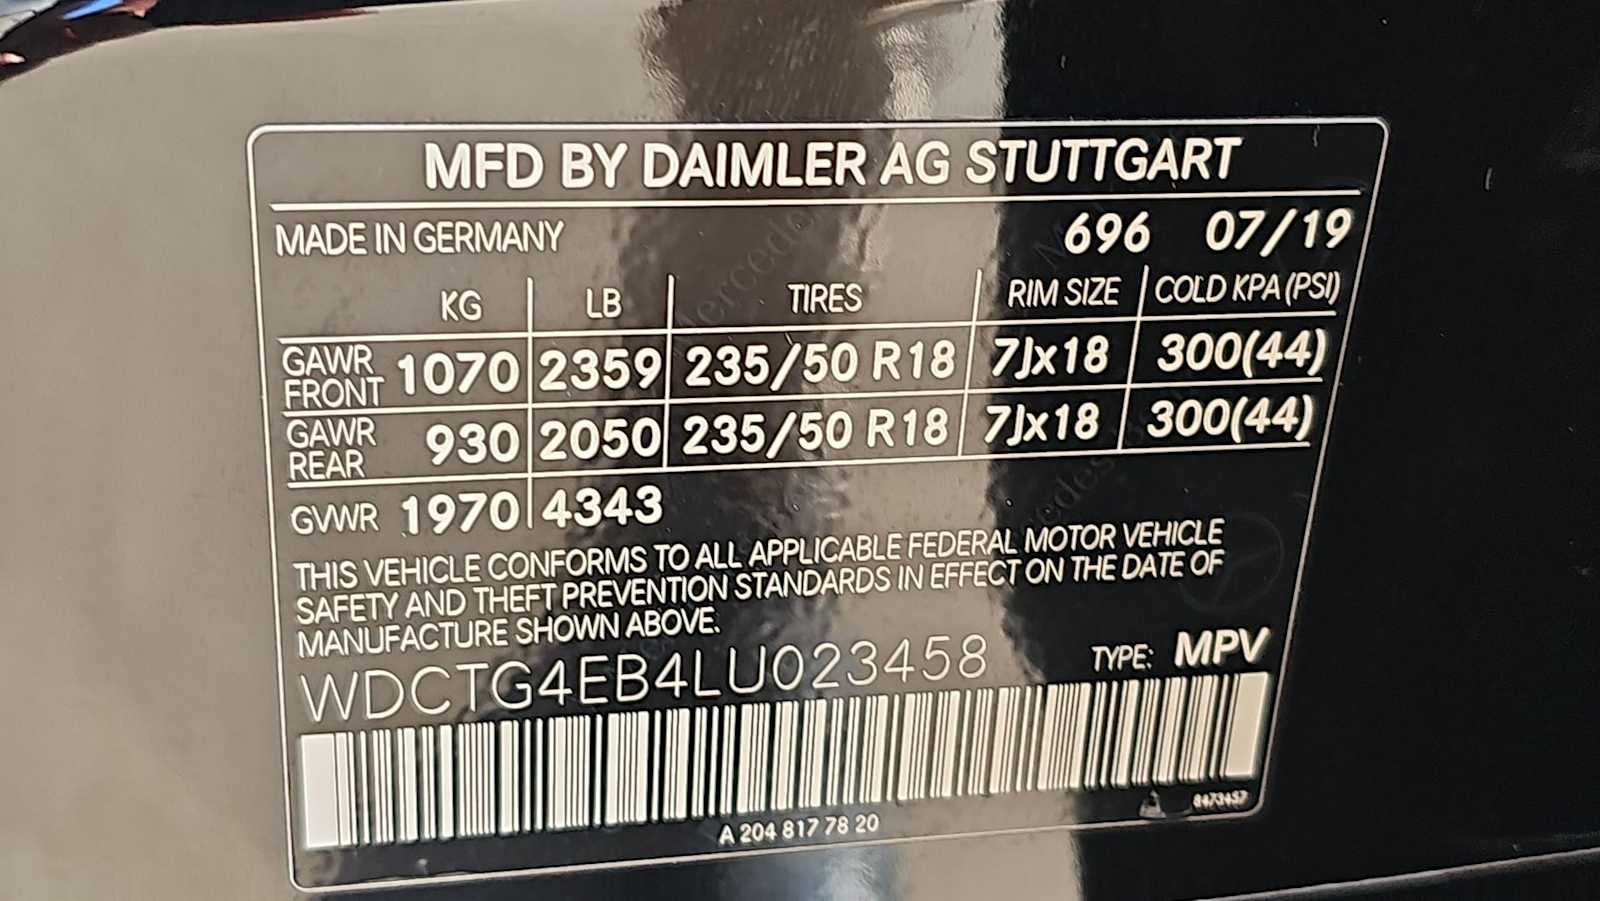 MFD BY DAIMLER AG STUTTGART
MADE IN GERMANY 696 07/19
KG LB TIRES RIM SIZE COLD KPA (PSI)
GAWR FRONT 1070 2359 235/50 R18 7Jx18 300(44)
GAWR REAR 930 2050 235/50 R18 7Jx18 300(44)
GVWR 1970 4343
THIS VEHICLE CONFORMS TO ALL APPLICABLE FEDERAL MOTOR VEHICLE
SAFETY AND THEFT PREVENTION STANDARDS IN EFFECT ON THE DATE OF
MANUFACTURE SHOWN ABOVE.
WDCTG4EB4LU023458 TYPE: MPV
A 204 817 78 20